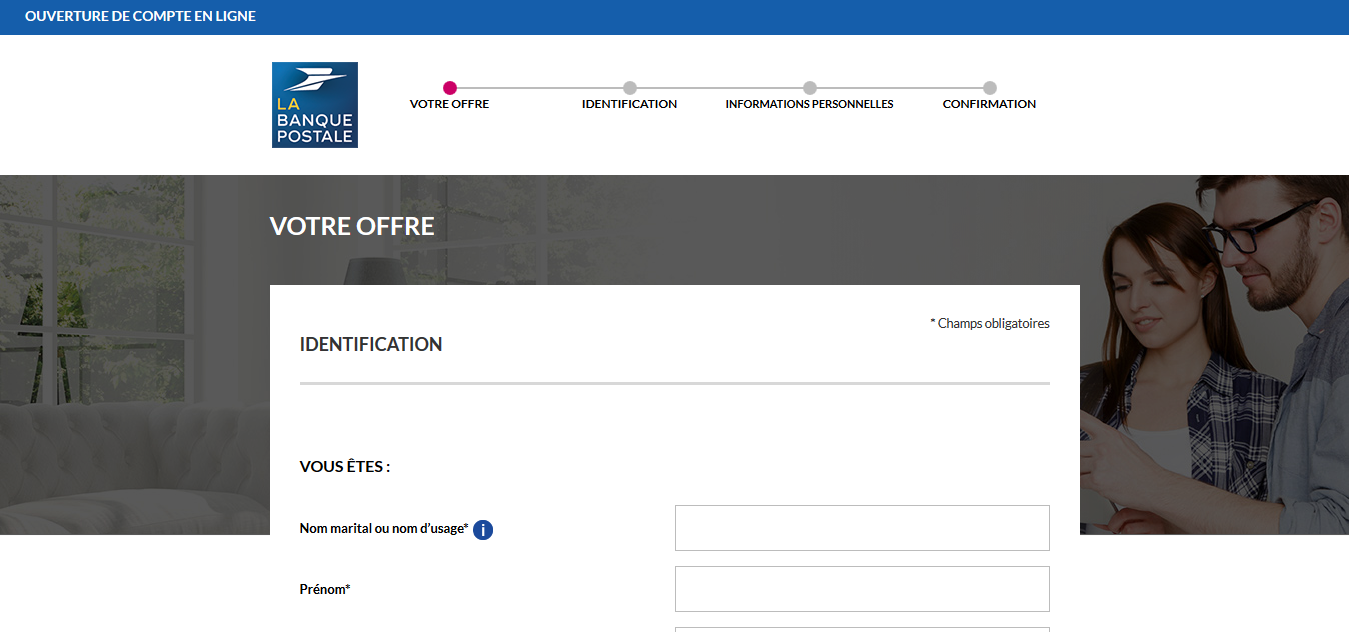 OUVERTURE DE COMPTE EN LIGNE
LA
BANQUE
POSTALE
VOTRE OFFRE
IDENTIFICATION
INFORMATIONS PERSONNELLES
CONFIRMATION
VOTRE OFFRE
* Champs obligatoires
IDENTIFICATION
VOUS ÊTES :
Nom marital ou nom d’usage* i
Prénom*